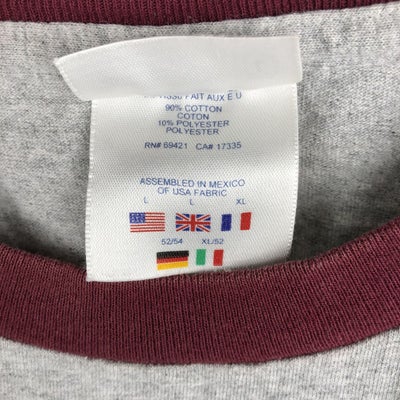 FAIT AUX E U
90% COTTON
COTON
10% POLYESTER
POLYESTER
RN# 69421 CA# 17335
ASSEMBLED IN MEXICO
OF USA FABRIC
L L XL
52/54 XL/52